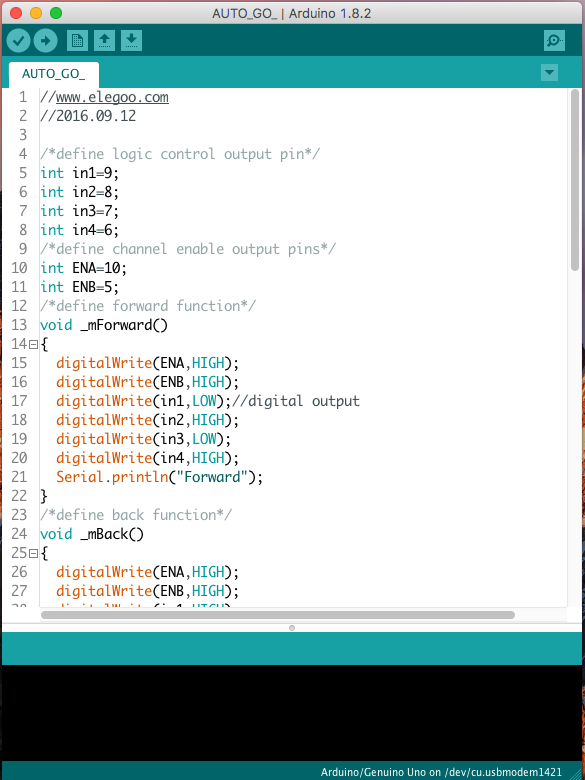 AUTO_GO_ | Arduino 1.8.2
AUTO_GO_
1 //www.elegoo.com
2 //2016.09.12
3
4 /*define logic control output pin*/
5 int in1=9;
6 int in2=8;
7 int in3=7;
8 int in4=6;
9 /*define channel enable output pins*/
10 int ENA=10;
11 int ENB=5;
12 /*define forward function*/
13 void _mForward()
14 {
15   digitalWrite(ENA,HIGH);
16   digitalWrite(ENB,HIGH);
17   digitalWrite(in1,LOW);//digital output
18   digitalWrite(in2,HIGH);
19   digitalWrite(in3,LOW);
20   digitalWrite(in4,HIGH);
21   Serial.println("Forward");
22 }
23 /*define back function*/
24 void _mBack()
25 {
26   digitalWrite(ENA,HIGH);
27   digitalWrite(ENB,HIGH);
Arduino/Genuino Uno on /dev/cu.usbmodem1421